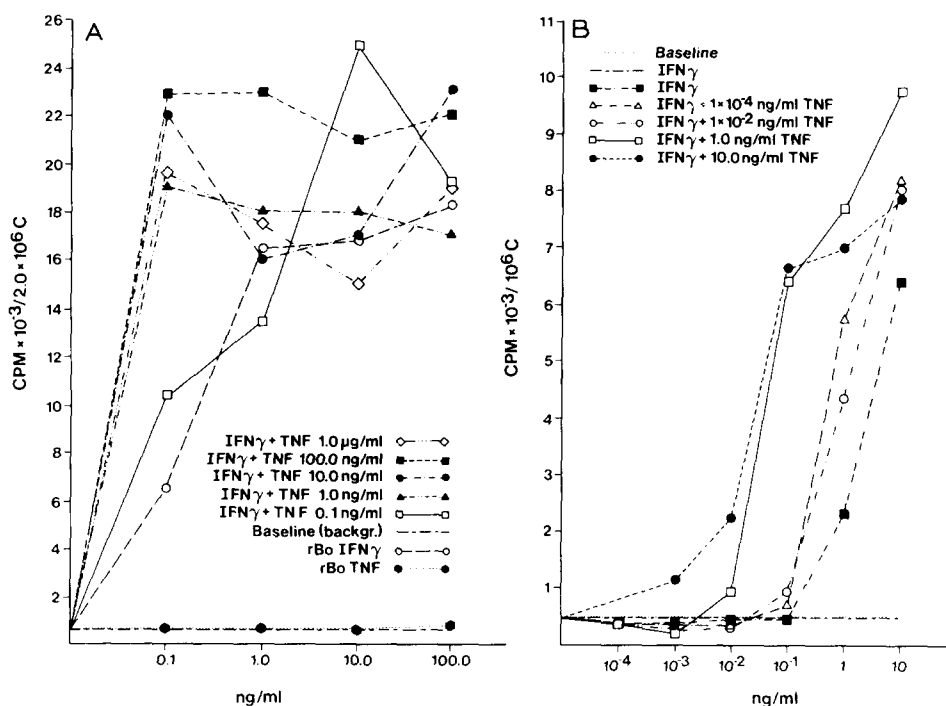 A
26
24
22
20
18
16
14
12
10
8
6
4
2
CPM × 10⁻³/2.0 × 10⁶ C
IFNγ + TNF 1.0 µg/ml
IFNγ + TNF 100.0 ng/ml
IFNγ + TNF 10.0 ng/ml
IFNγ + TNF 1.0 ng/ml
IFNγ + TNF 0.1 ng/ml
Baseline (backgr.)
rBo IFNγ
rBo TNF
0.1 1.0 10.0 100.0
ng/ml
B
11
10
9
8
7
6
5
4
3
2
1
CPM × 10⁻³/ 10⁶ C
Baseline
IFNγ
IFNγ
IFNγ + 1×10⁻⁴ ng/ml TNF
IFNγ + 1×10⁻² ng/ml TNF
IFNγ + 1.0 ng/ml TNF
IFNγ + 10.0 ng/ml TNF
10⁻⁴ 10⁻³ 10⁻² 10⁻¹ 1 10
ng/ml